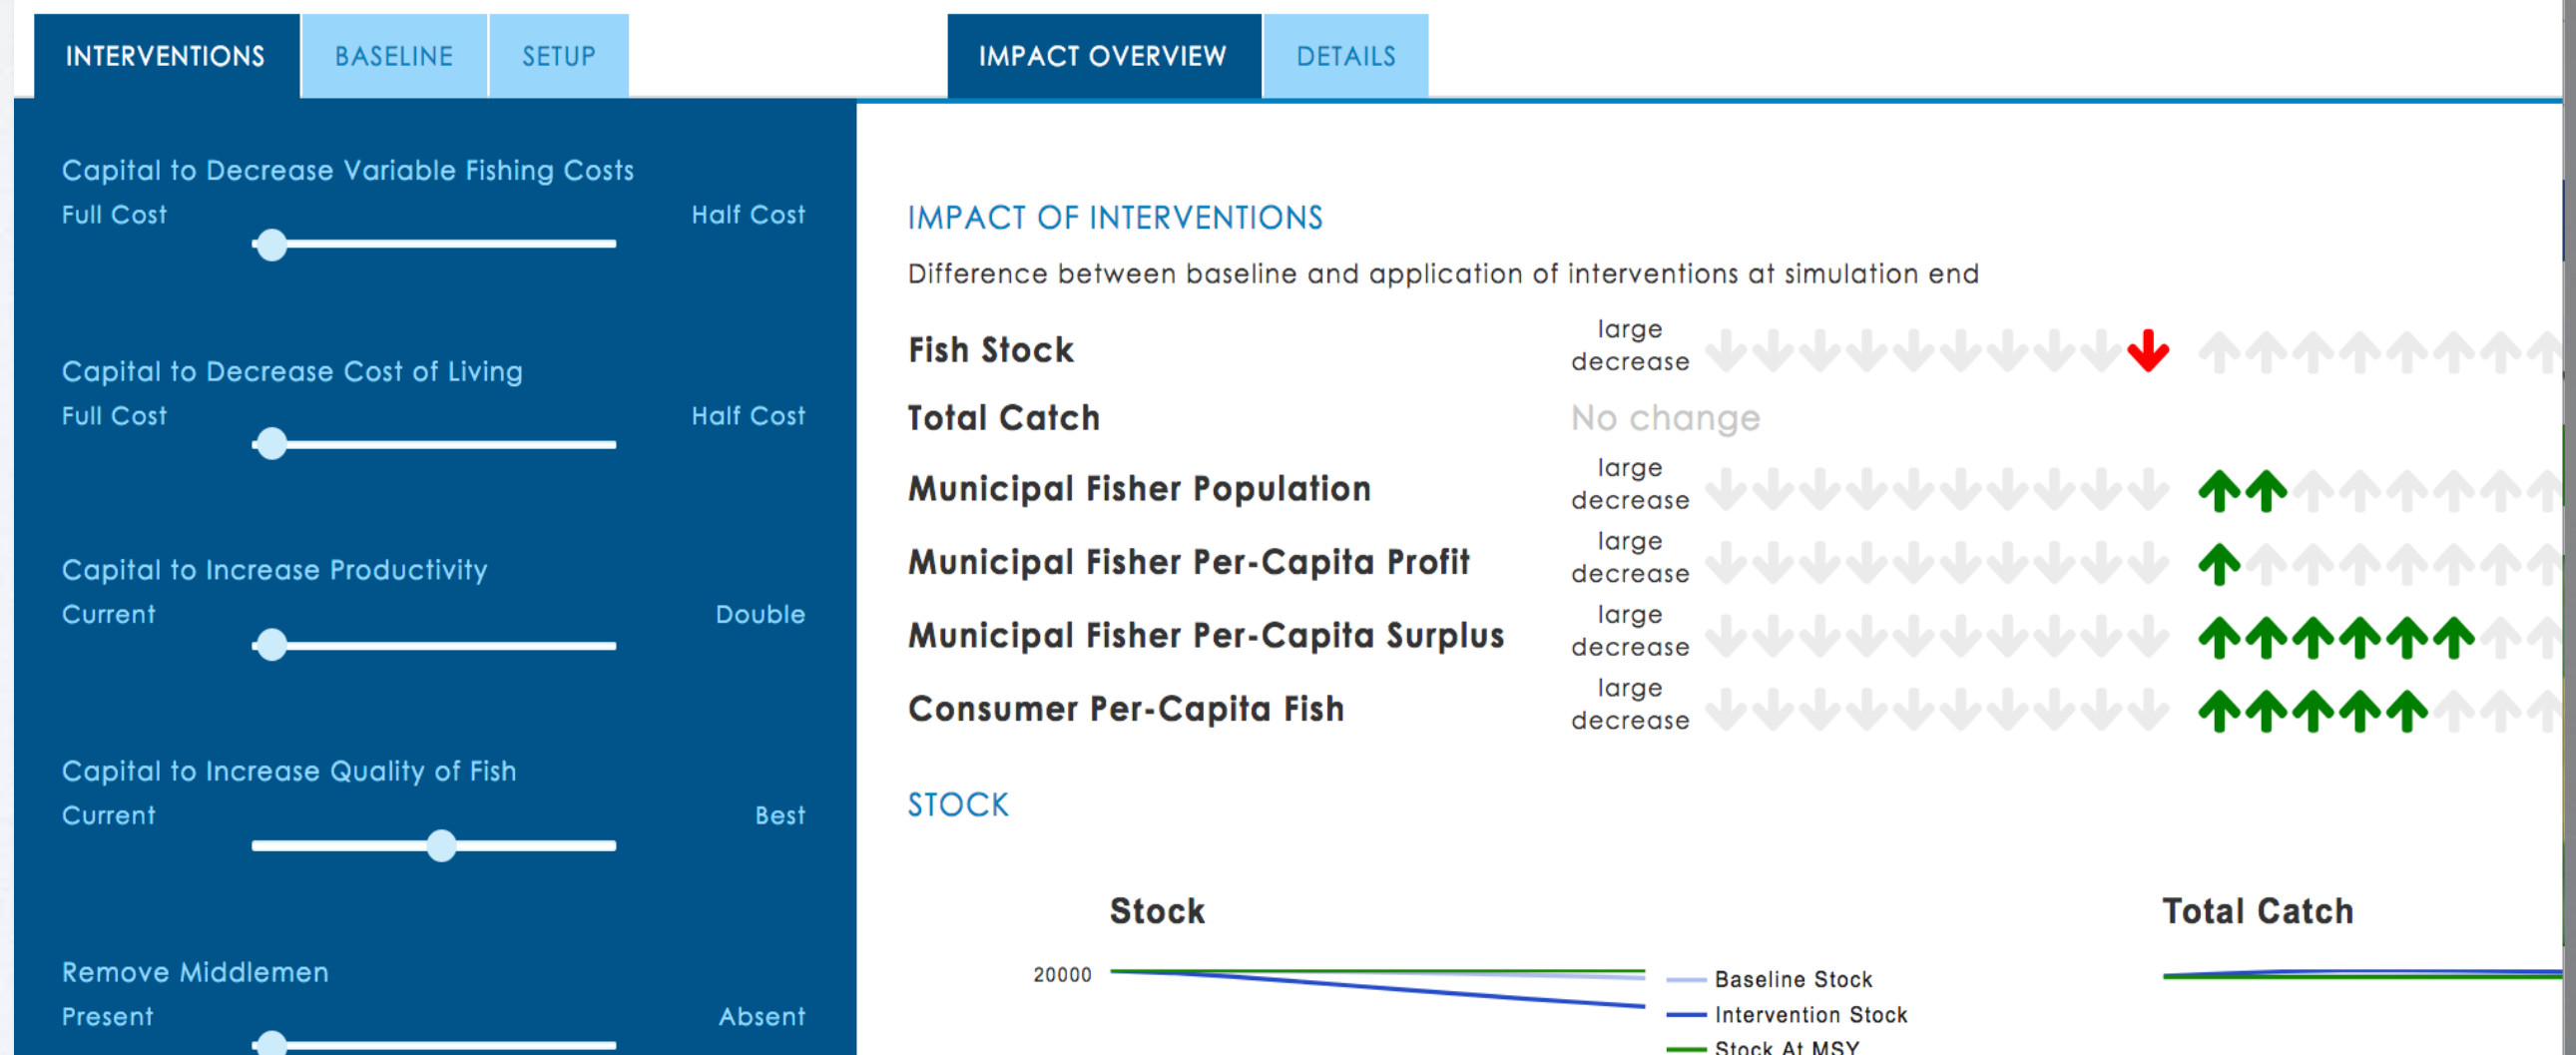 INTERVENTIONS BASELINE SETUP
IMPACT OVERVIEW DETAILS
Capital to Decrease Variable Fishing Costs
Full Cost Half Cost
Capital to Decrease Cost of Living
Full Cost Half Cost
Capital to Increase Productivity
Current Double
Capital to Increase Quality of Fish
Current Best
Remove Middlemen
Present Absent
IMPACT OF INTERVENTIONS
Difference between baseline and application of interventions at simulation end
Fish Stock large
decrease
Total Catch No change
Municipal Fisher Population large
decrease
Municipal Fisher Per-Capita Profit large
decrease
Municipal Fisher Per-Capita Surplus large
decrease
Consumer Per-Capita Fish large
decrease
STOCK
Stock
20000
Baseline Stock
Intervention Stock
Stock At MSY
Total Catch